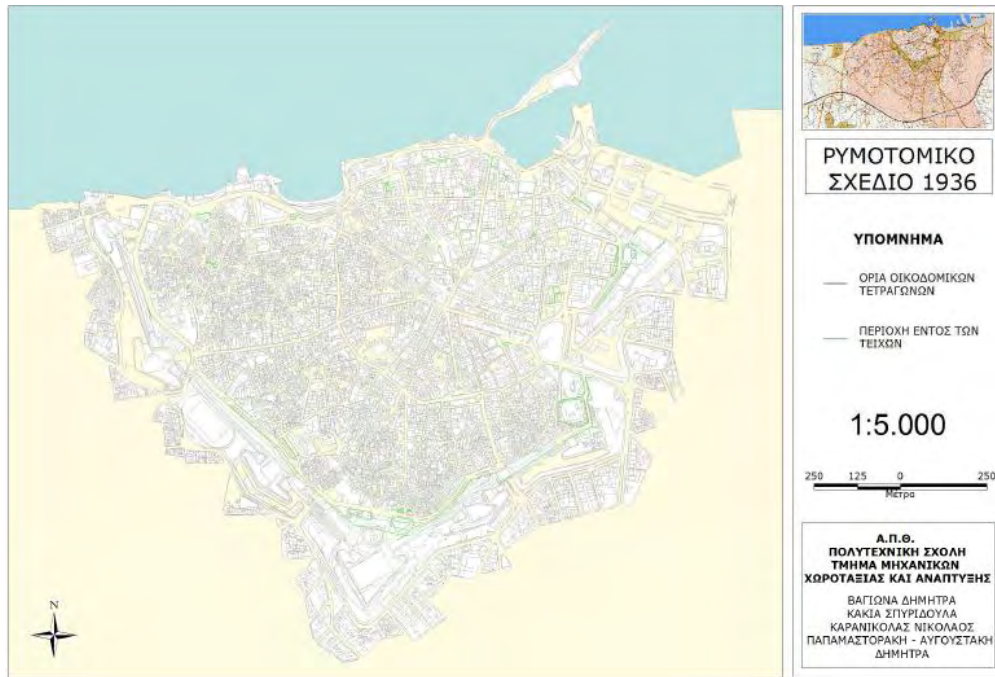 ΡΥΜΟΤΟΜΙΚΟ
ΣΧΕΔΙΟ 1936
ΥΠΟΜΝΗΜΑ
ΟΡΙΑ ΟΙΚΟΔΟΜΙΚΩΝ
ΤΕΤΡΑΓΩΝΩΝ
ΠΕΡΙΟΧΗ ΕΝΤΟΣ ΤΩΝ
ΤΕΙΧΩΝ
1:5.000
250 125 0 250
Μέτρα
Α.Π.Θ.
ΠΟΛΥΤΕΧΝΙΚΗ ΣΧΟΛΗ
ΤΜΗΜΑ ΜΗΧΑΝΙΚΩΝ
ΧΩΡΟΤΑΞΙΑΣ ΚΑΙ ΑΝΑΠΤΥΞΗΣ
ΒΑΓΙΩΝΑ ΔΗΜΗΤΡΑ
ΚΑΚΙΑ ΣΠΥΡΙΔΟΥΛΑ
ΚΑΡΑΝΙΚΟΛΑΣ ΝΙΚΟΛΑΟΣ
ΠΑΠΑΜΑΣΤΟΡΑΚΗ - ΑΥΓΟΥΣΤΑΚΗ
ΔΗΜΗΤΡΑ
N